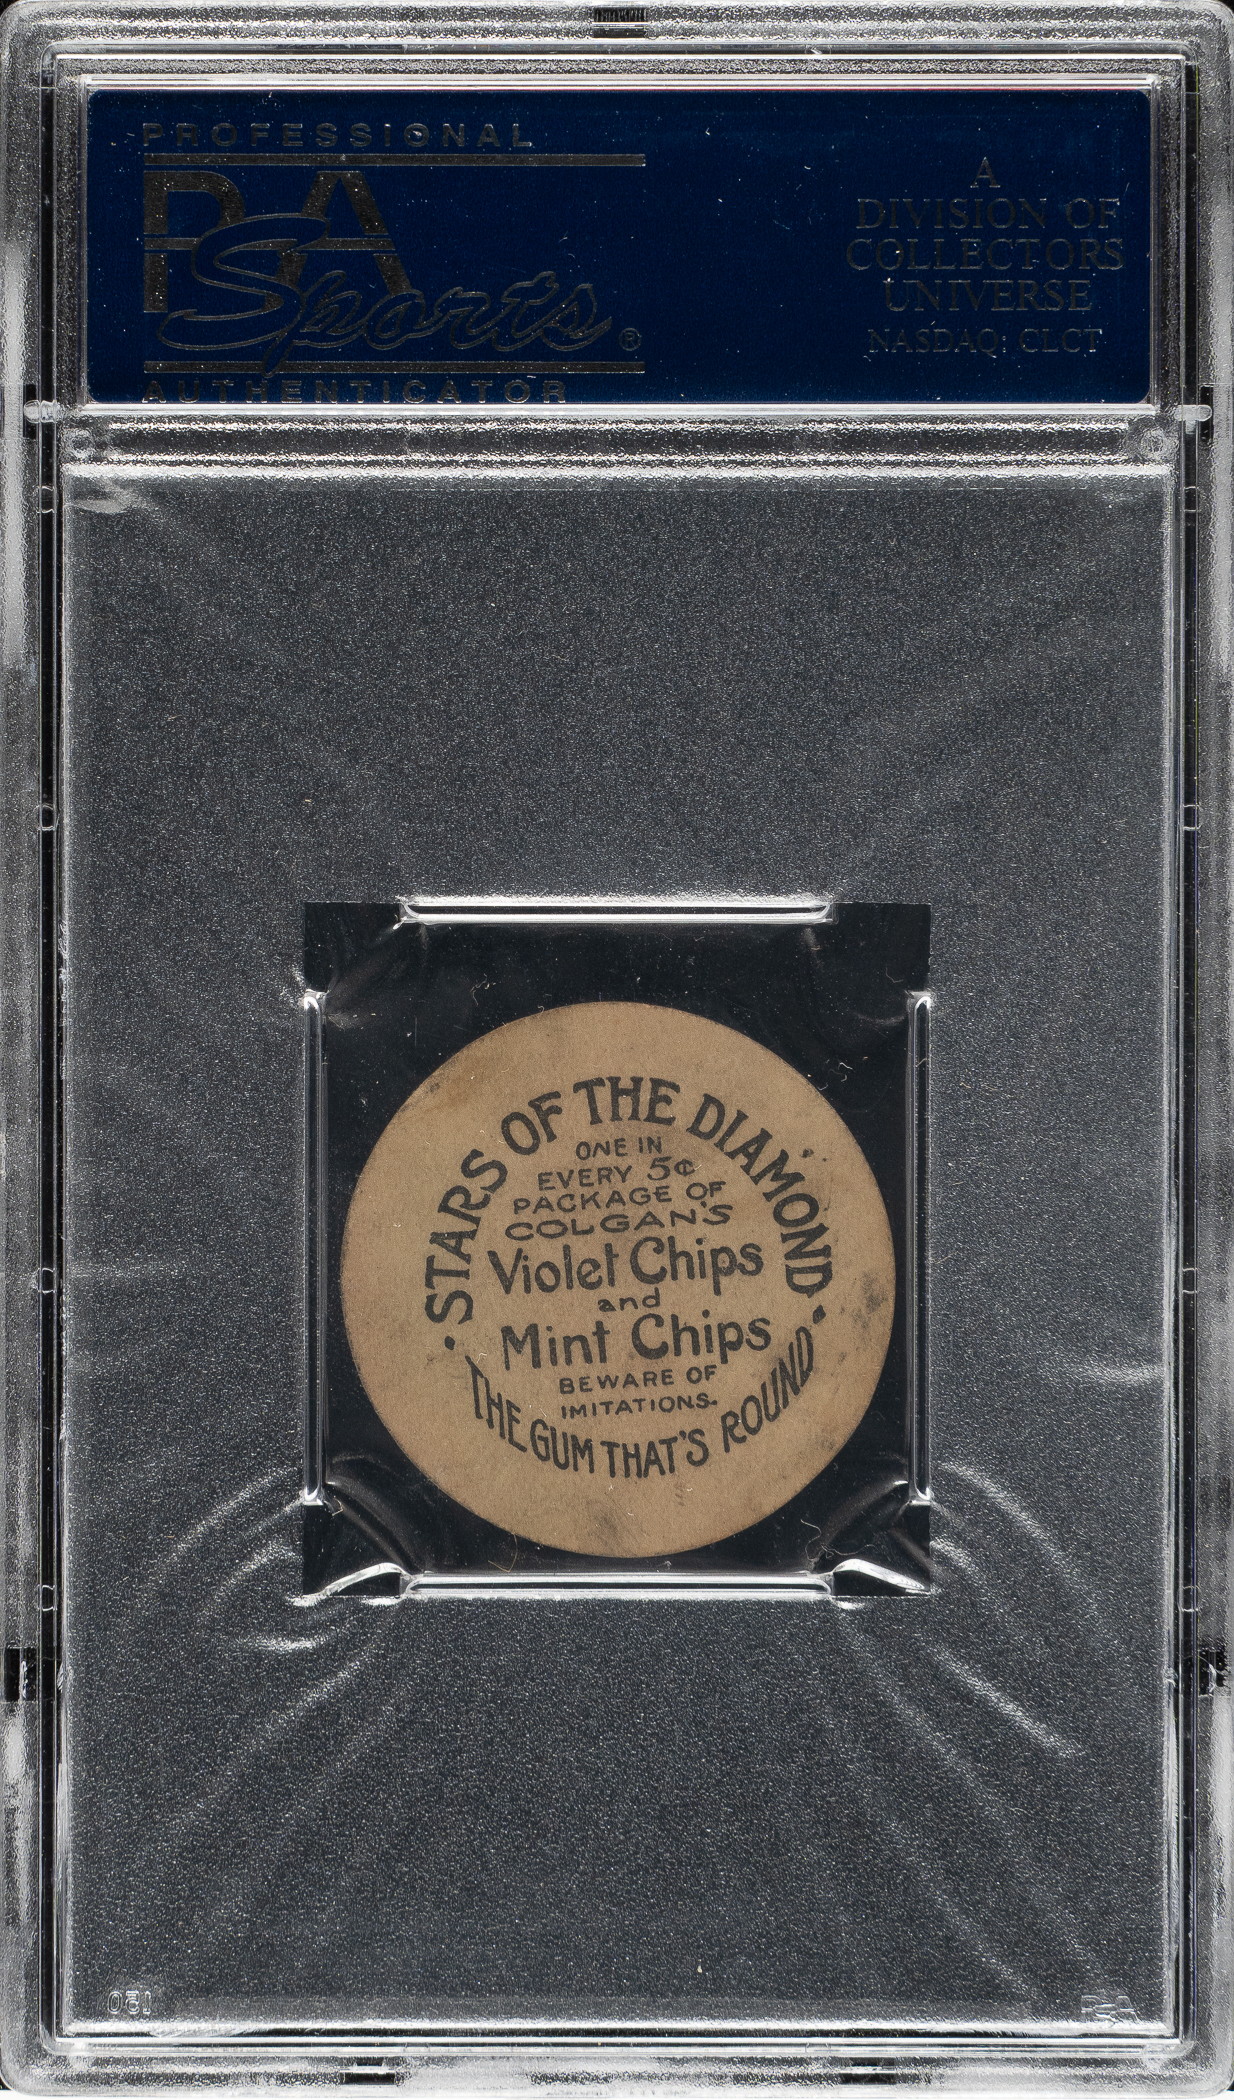 PROFESSIONAL
PSA
Sports®
AUTHENTICATOR
A
DIVISION OF
COLLECTORS
UNIVERSE
NASDAQ: CLCT
• STARS OF THE DIAMOND •
ONE IN
EVERY 5¢
PACKAGE OF
COLGAN'S
Violet Chips
and
Mint Chips
BEWARE OF
IMITATIONS.
THE GUM THAT'S ROUND
PSA